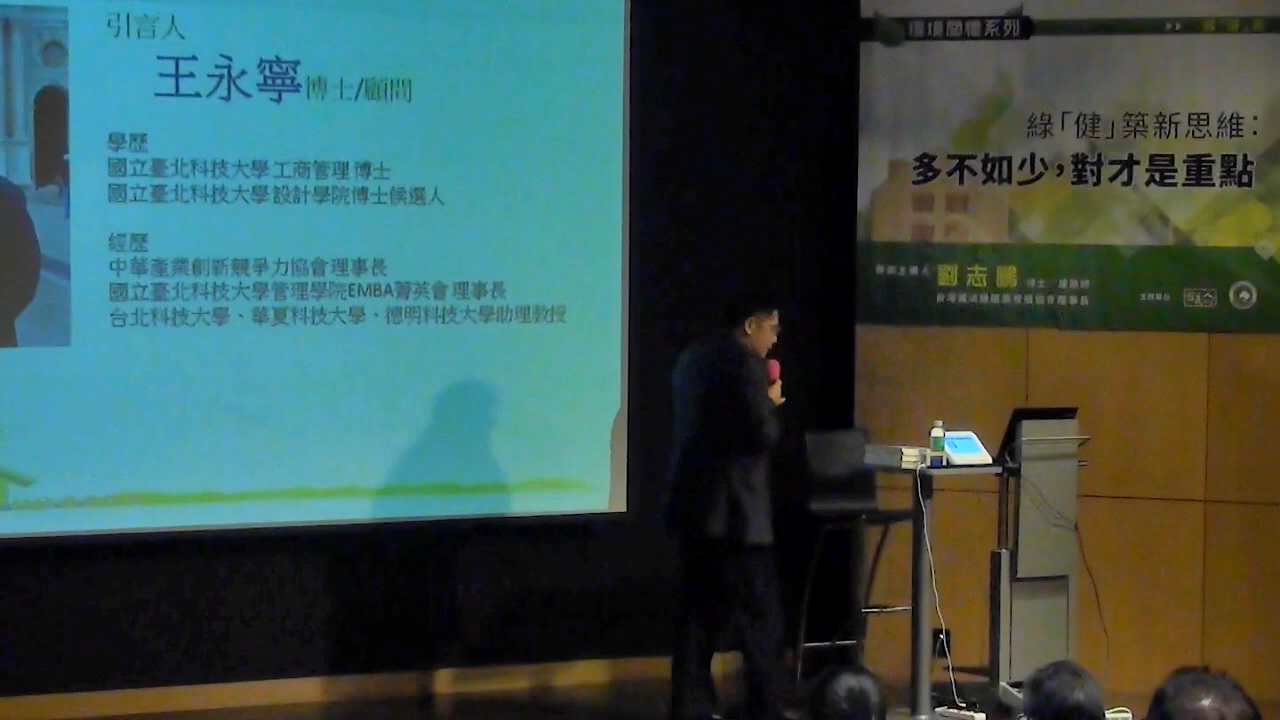 引言人
王永寧博士/顧問
學歷
國立臺北科技大學 工商管理 博士
國立臺北科技大學 設計學院博士候選人
經歷
中華產業創新競爭力協會 理事長
國立臺北科技大學管理學院EMBA菁英會 理事長
台北科技大學、華夏科技大學、德明科技大學助理教授
環境關懷系列
綠「健」築新思維：
多不如少，對才是重點
劉志鵬